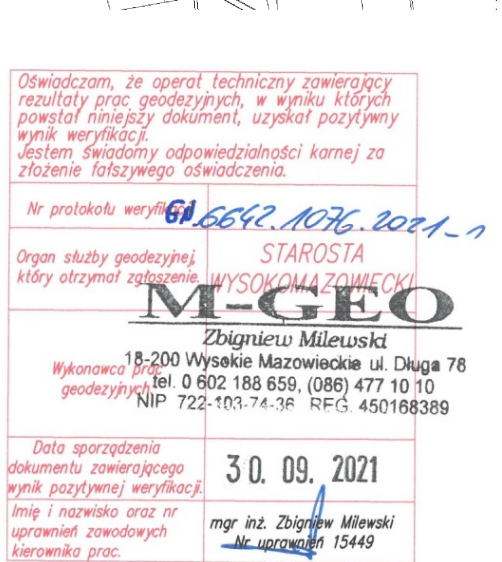 Oświadczam, że operat techniczny zawierający
rezultaty prac geodezyjnych, w wyniku których
powstał niniejszy dokument, uzyskał pozytywny
wynik weryfikacji.
Jestem świadomy odpowiedzialności karnej za
złożenie fałszywego oświadczenia.
Nr protokołu weryfikacji
GN.6642.1076.2021_1
Organ służby geodezyjnej,
który otrzymał zgłoszenie.
STAROSTA
WYSOKOMAZOWIECKI
M-GEO
Zbigniew Milewski
18-200 Wysokie Mazowieckie ul. Długa 78
tel. 0 602 188 659, (086) 477 10 10
NIP 722-103-74-36 REG. 450168389
Wykonawca prac
geodezyjnych
Data sporządzenia
dokumentu zawierającego
wynik pozytywnej weryfikacji.
30. 09. 2021
Imię i nazwisko oraz nr
uprawnień zawodowych
kierownika prac.
mgr inż. Zbigniew Milewski
Nr uprawnień 15449